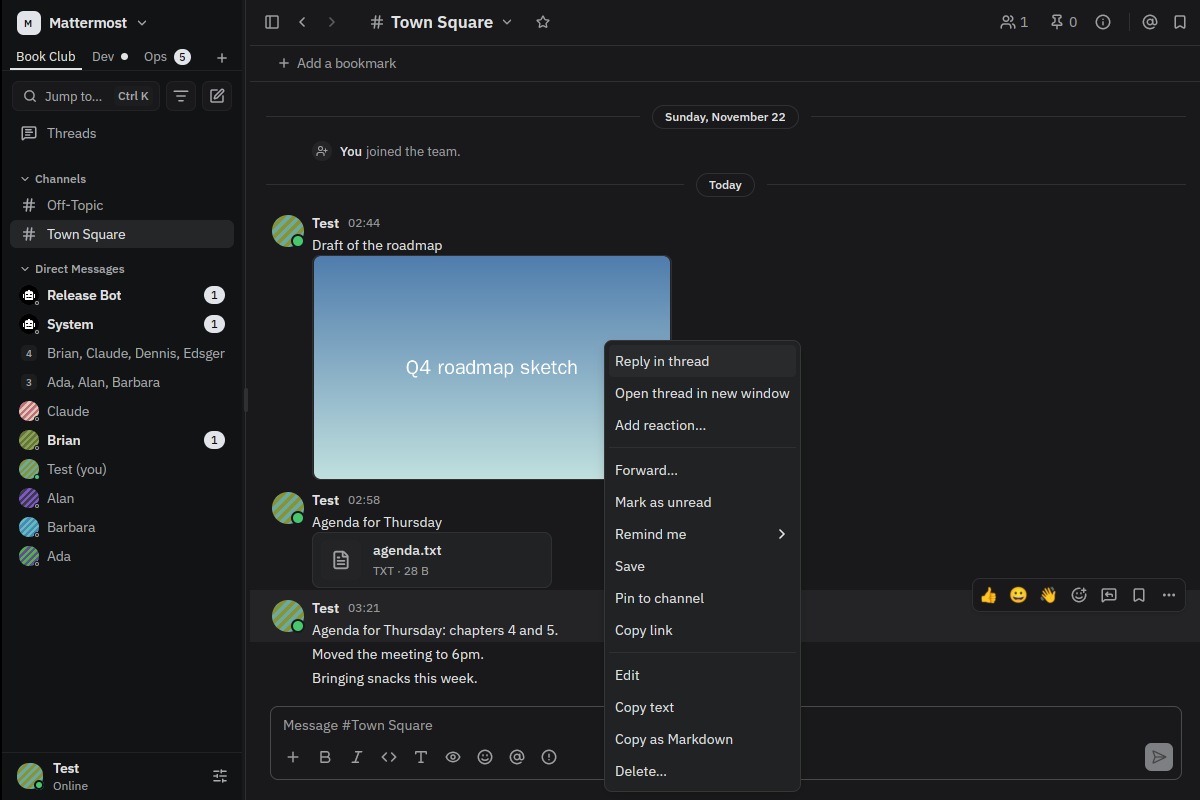 M Mattermost
Book Club Dev Ops 5
Jump to... Ctrl K
Threads
Channels
Off-Topic
Town Square
Direct Messages
Release Bot 1
System 1
4 Brian, Claude, Dennis, Edsger
3 Ada, Alan, Barbara
Claude
Brian 1
Test (you)
Alan
Barbara
Ada
Test
Online
Town Square
1
0
Add a bookmark
Sunday, November 22
You joined the team.
Today
Test 02:44
Draft of the roadmap
Q4 roadmap sketch
Test 02:58
Agenda for Thursday
agenda.txt
TXT · 28 B
Test 03:21
Agenda for Thursday: chapters 4 and 5.
Moved the meeting to 6pm.
Bringing snacks this week.
Message #Town Square
Reply in thread
Open thread in new window
Add reaction...
Forward...
Mark as unread
Remind me
Save
Pin to channel
Copy link
Edit
Copy text
Copy as Markdown
Delete...